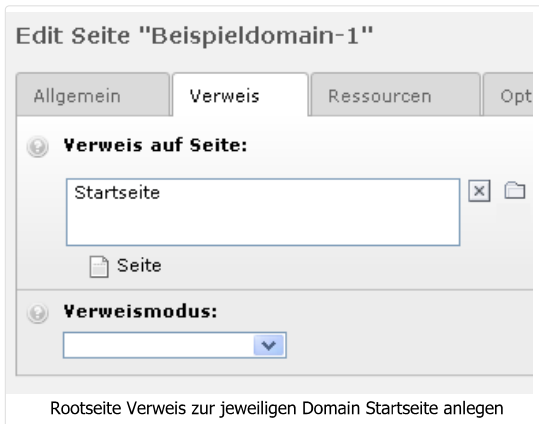 Edit Seite "Beispieldomain-1"
Allgemein Verweis Ressourcen Opt
Verweis auf Seite:
Startseite
Seite
Verweismodus:
Rootseite Verweis zur jeweiligen Domain Startseite anlegen